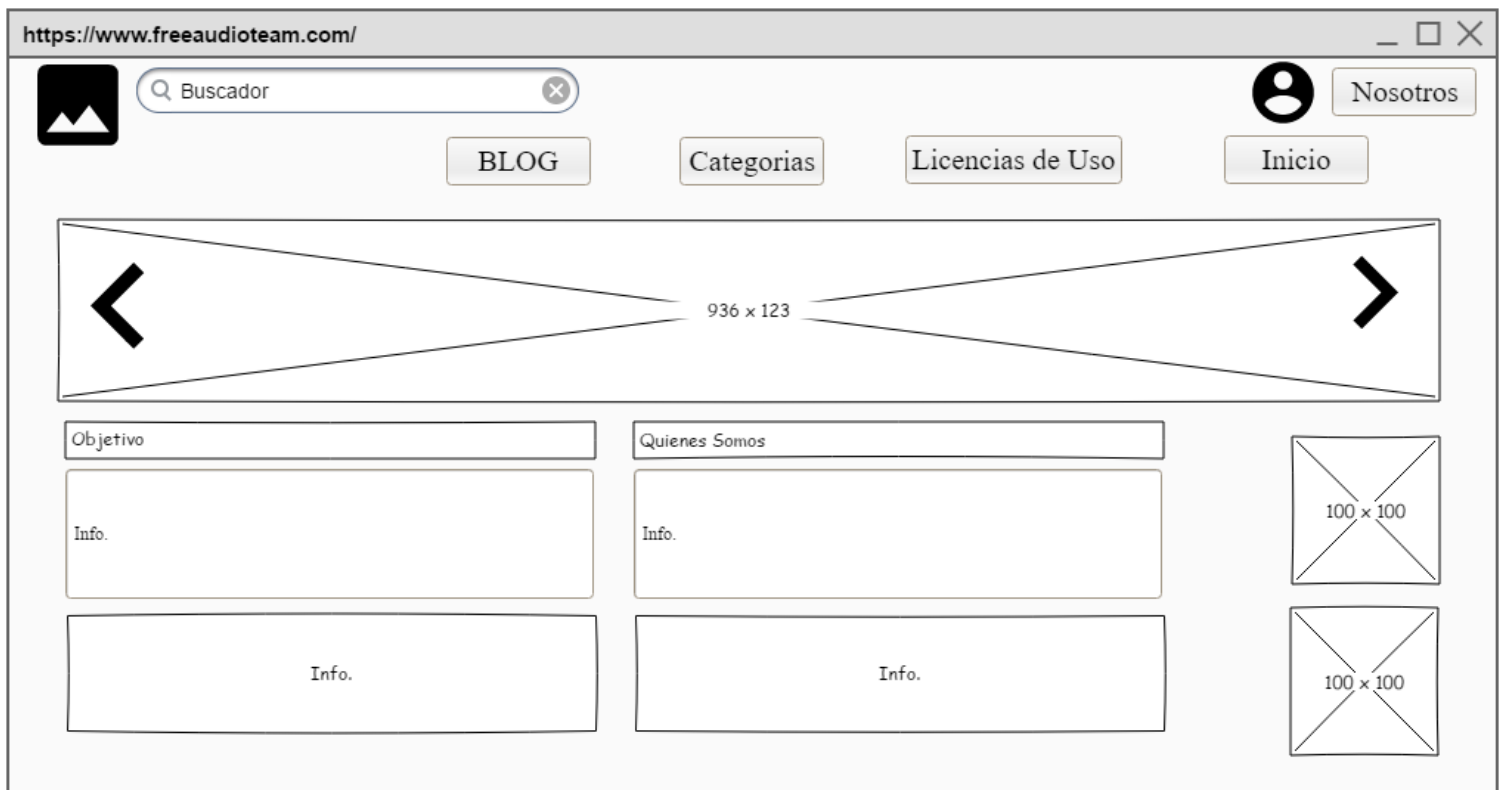 https://www.freeaudioteam.com/
Buscador
Nosotros
BLOG
Categorias
Licencias de Uso
Inicio
936 x 123
Objetivo
Quienes Somos
Info.
Info.
100 x 100
Info.
Info.
100 x 100